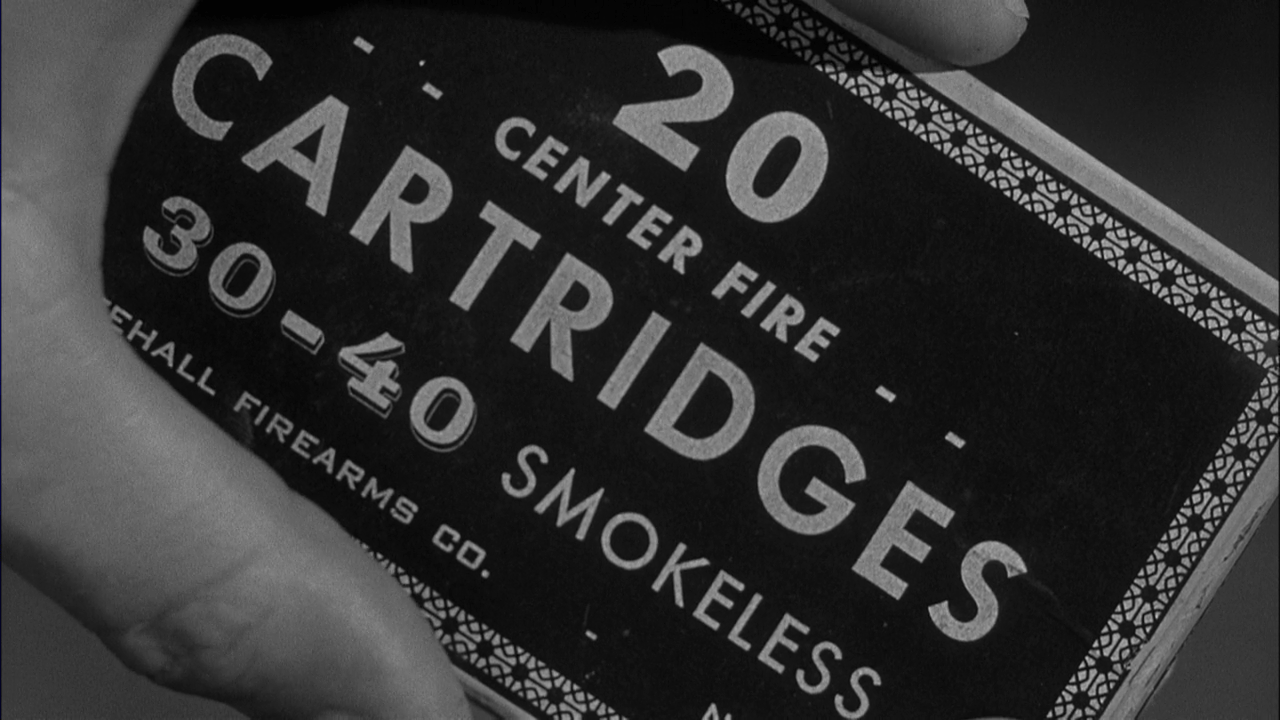 20
- - CENTER FIRE - -
CARTRIDGES
30-40 SMOKELESS
FIREARMS CO.